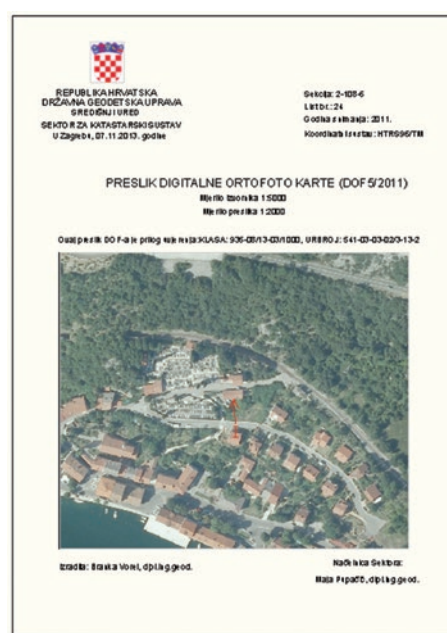 REPUBLIKA HRVATSKA
DRŽAVNA GEODETSKA UPRAVA
SREDIŠNJI URED
SEKTOR ZA KATASTARSKI SUSTAV
U Zagrebu, 07.11.2013. godine
Sekcija: 2-108-6
List br.: 24
Godina snimanja: 2011.
Koordinatni sustav: HTRS96/TM
PRESLIK DIGITALNE ORTOFOTO KARTE (DOF5/2011)
Mjerilo izvornika 1:5000
Mjerilo preslika 1:2000
Ovaj preslik DOF-a je prilog uvjerenja: KLASA: 936-08/13-03/1000, URBROJ: 541-03-03-02/3-13-2
Izradila: Branka Vorel, dipl.ing.geod.
Načelnica Sektora:
Maja Pupačić, dipl.ing.geod.